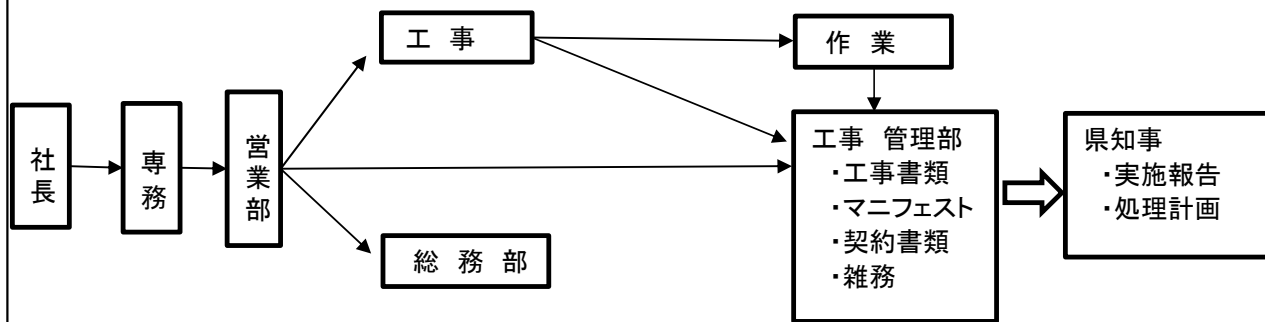 社長
専務
営業部
工 事
総 務 部
作 業
工事 管理部
・工事書類
・マニフェスト
・契約書類
・雑務
県知事
・実施報告
・処理計画